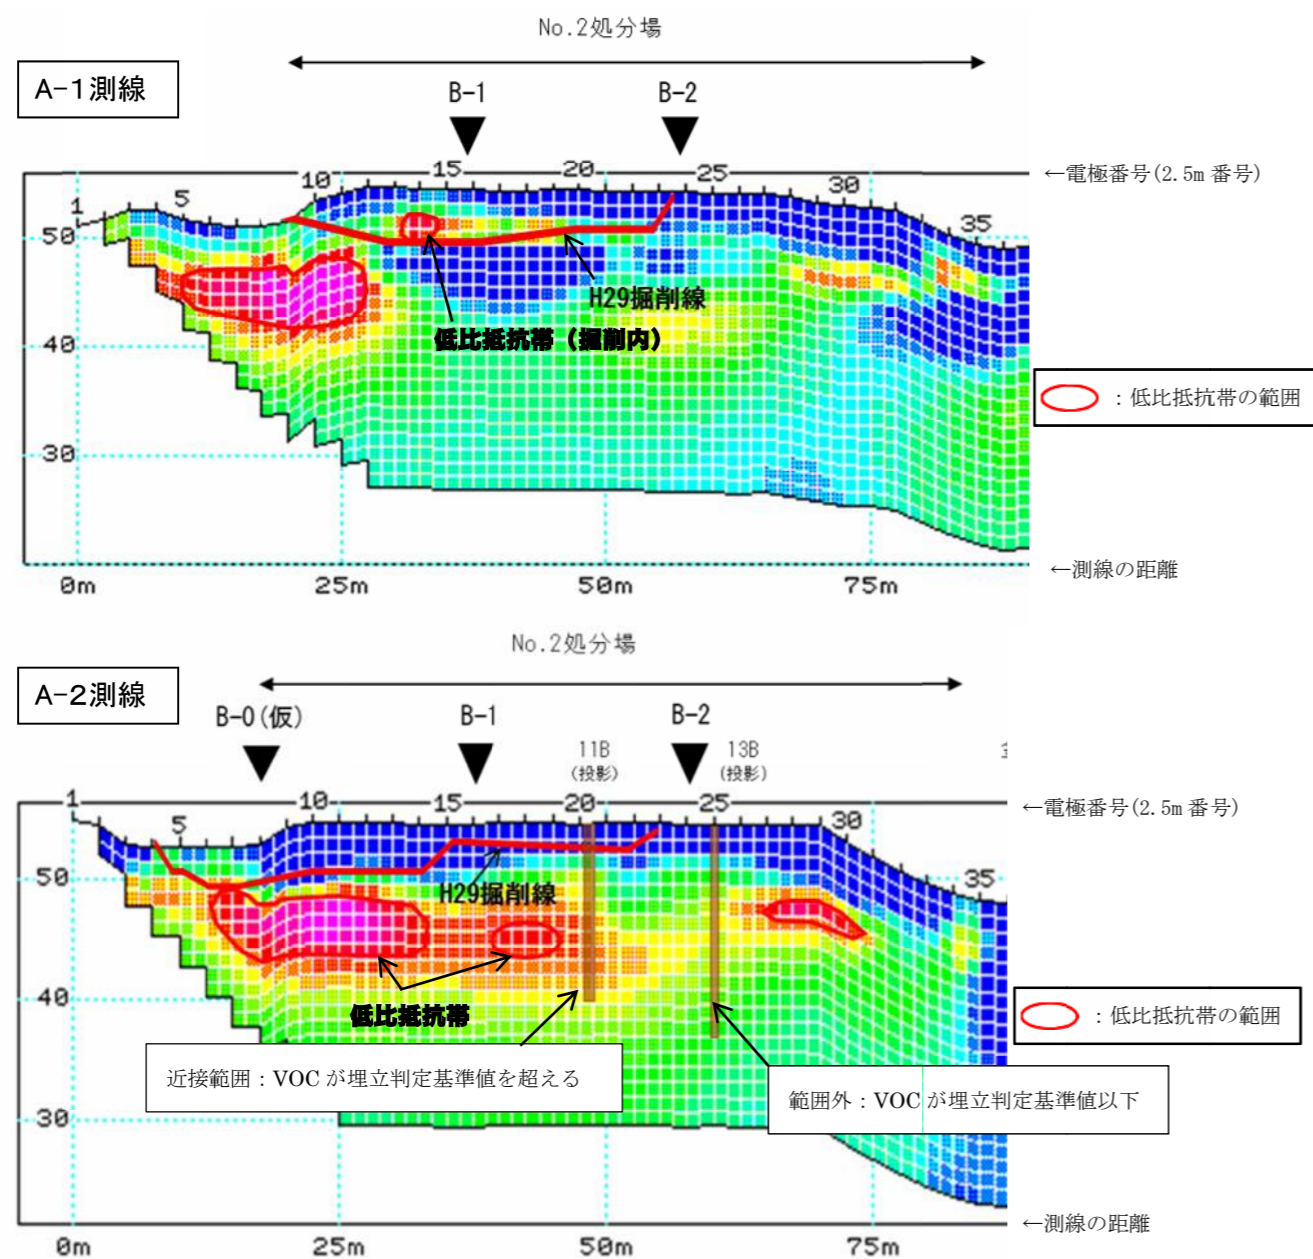 No.2処分場
A-1測線
B-1
B-2
1
5
10
15
20
25
30
35
←電極番号(2.5m 番号)
50
H29掘削線
低比抵抗帯（掘削内）
40
：低比抵抗帯の範囲
30
←測線の距離
0m
25m
50m
75m
No.2処分場
A-2測線
B-0(仮)
B-1
B-2
11B
(投影)
13B
(投影)
1
5
10
15
20
25
30
35
←電極番号(2.5m 番号)
50
H29掘削線
40
低比抵抗帯
：低比抵抗帯の範囲
近接範囲：VOC が埋立判定基準値を超える
範囲外：VOC が埋立判定基準値以下
30
←測線の距離
0m
25m
50m
75m